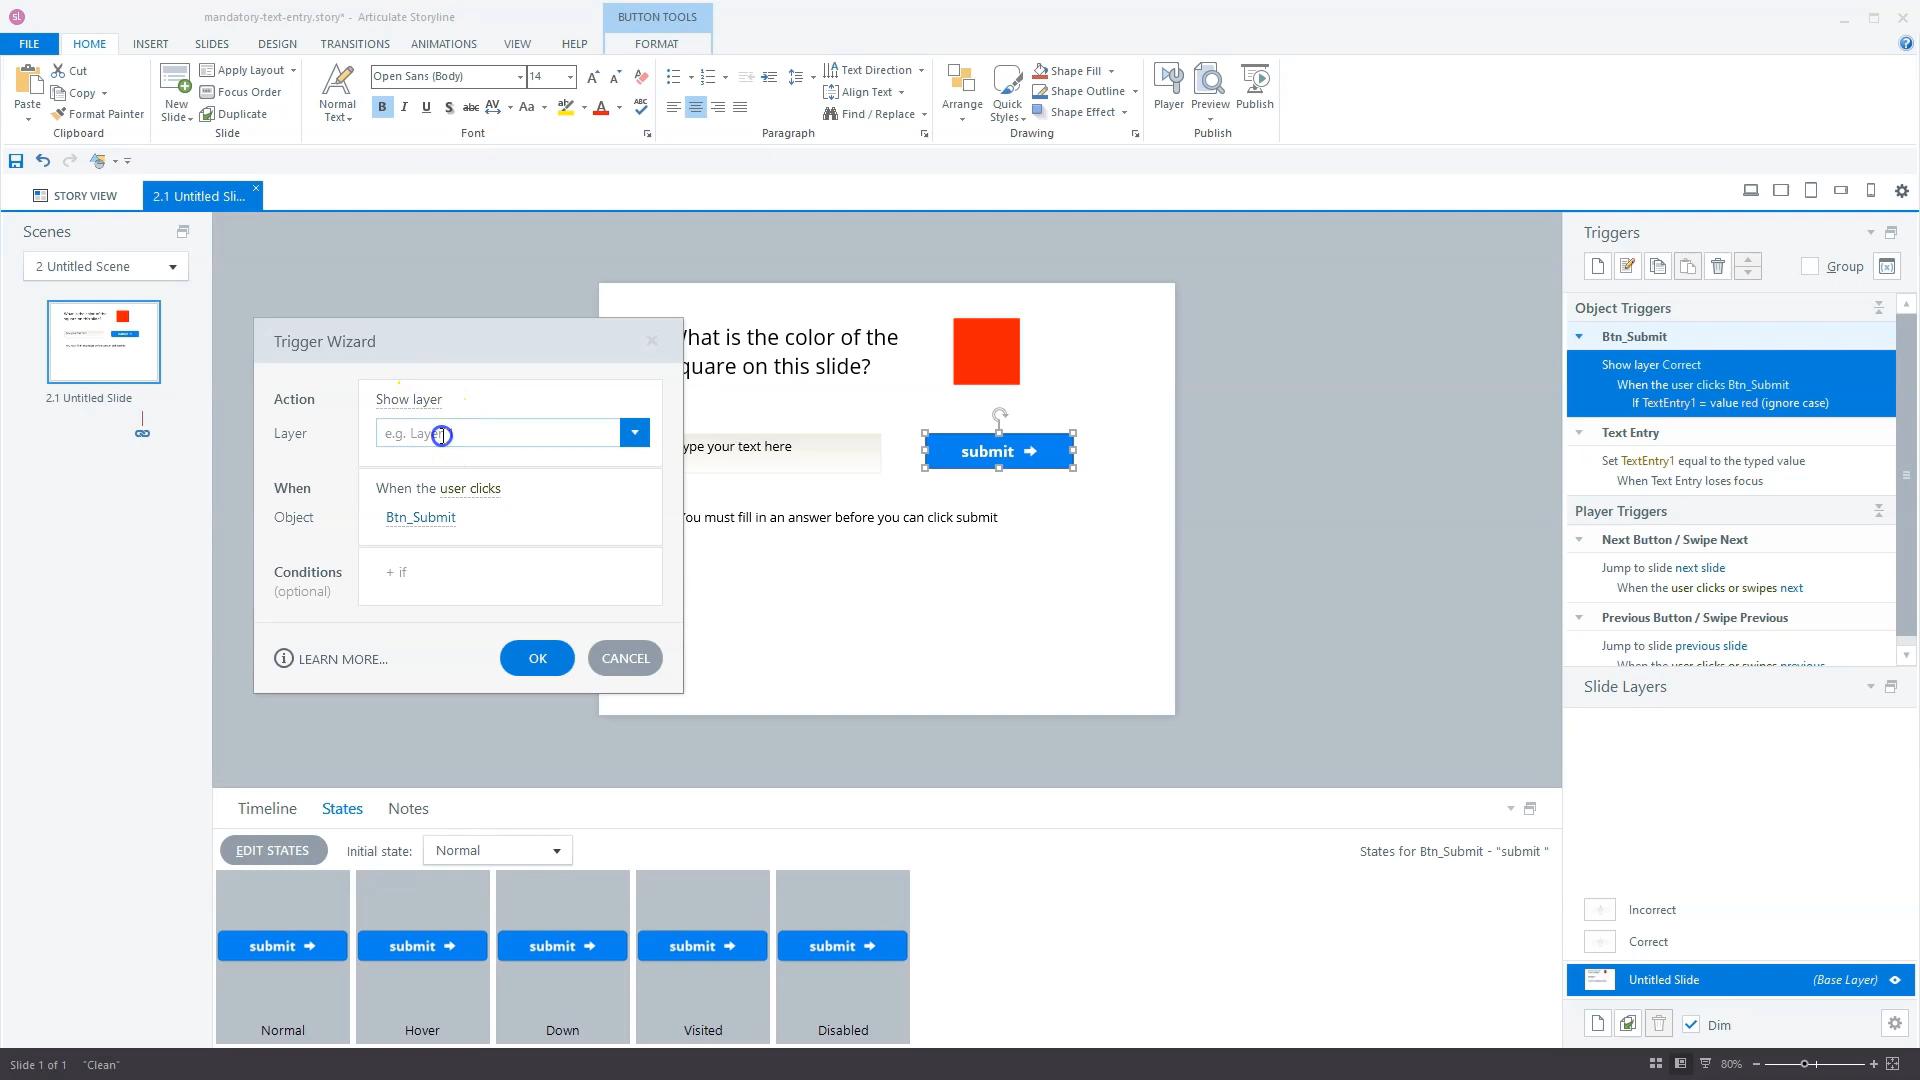 sl
mandatory-text-entry.story* - Articulate Storyline
BUTTON TOOLS
FILE
HOME
INSERT
SLIDES
DESIGN
TRANSITIONS
ANIMATIONS
VIEW
HELP
FORMAT
Paste
Cut
Copy
Format Painter
Clipboard
New Slide
Apply Layout
Focus Order
Duplicate
Slide
Normal Text
Open Sans (Body)
14
Font
Text Direction
Align Text
Find / Replace
Paragraph
Arrange
Quick Styles
Shape Fill
Shape Outline
Shape Effect
Drawing
Player
Preview
Publish
Publish
STORY VIEW
2.1 Untitled Sli...
Scenes
2 Untitled Scene
2.1 Untitled Slide
Trigger Wizard
Action
Show layer
Layer
e.g. Layer
When
When the user clicks
Object
Btn_Submit
Conditions
(optional)
+ if
LEARN MORE...
OK
CANCEL
hat is the color of the
quare on this slide?
ype your text here
submit
ou must fill in an answer before you can click submit
Triggers
Group
Object Triggers
Btn_Submit
Show layer Correct
When the user clicks Btn_Submit
If TextEntry1 = value red (ignore case)
Text Entry
Set TextEntry1 equal to the typed value
When Text Entry loses focus
Player Triggers
Next Button / Swipe Next
Jump to slide next slide
When the user clicks or swipes next
Previous Button / Swipe Previous
Jump to slide previous slide
When the user clicks or swipes previous
Slide Layers
Incorrect
Correct
Untitled Slide
(Base Layer)
Dim
Timeline
States
Notes
EDIT STATES
Initial state:
Normal
States for Btn_Submit - "submit "
submit
submit
submit
submit
submit
Normal
Hover
Down
Visited
Disabled
Slide 1 of 1
"Clean"
80%